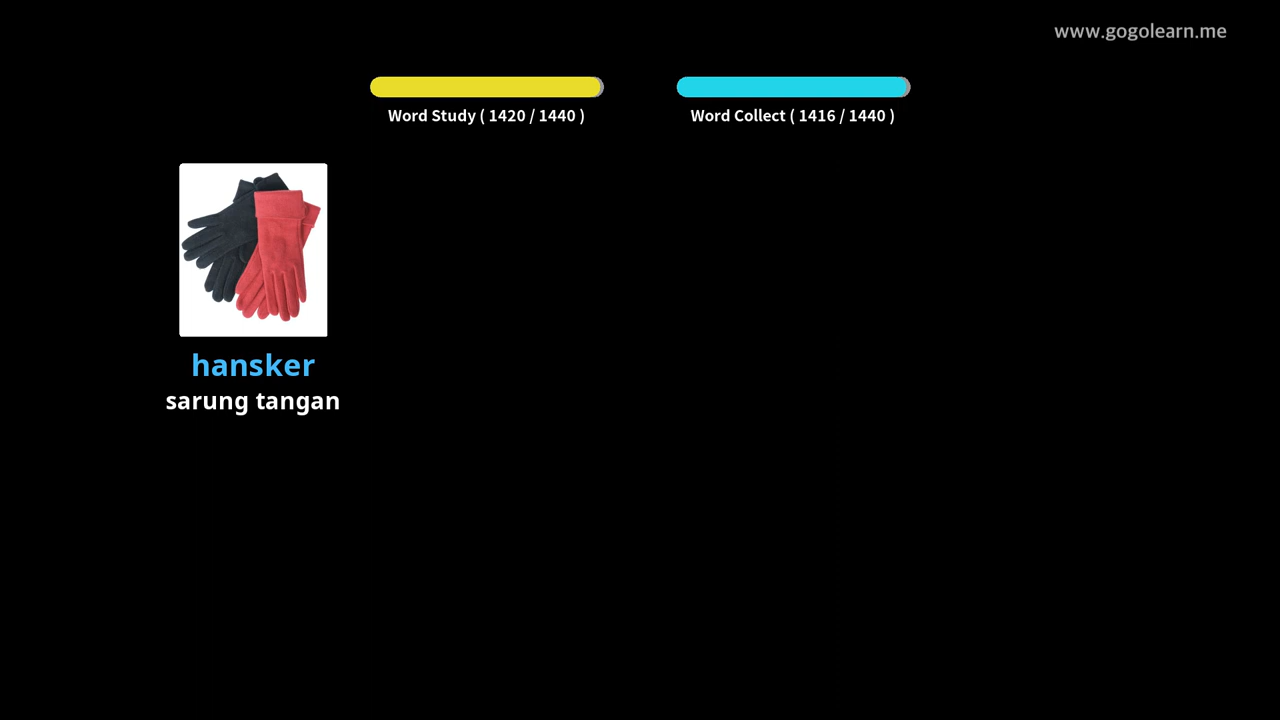 www.gogolearn.me
Word Study ( 1420 / 1440 )
Word Collect ( 1416 / 1440 )
hansker
sarung tangan